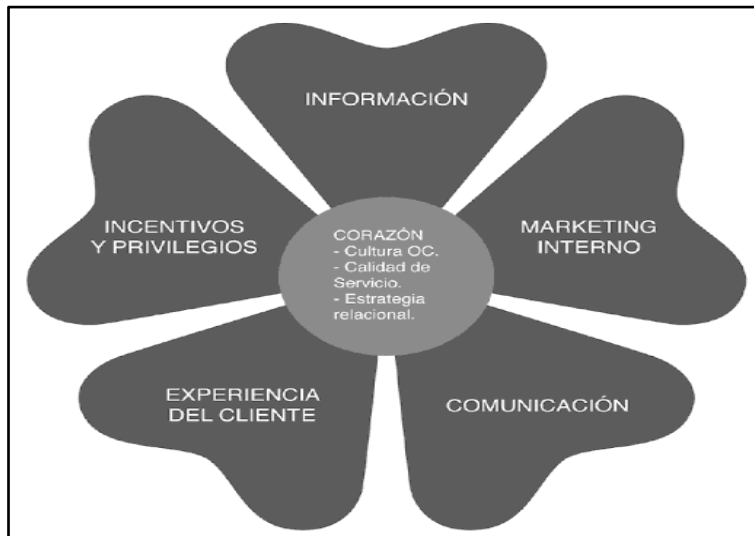 INFORMACIÓN
INCENTIVOS
Y PRIVILEGIOS
CORAZÓN
- Cultura OC.
- Calidad de
Servicio.
- Estrategia
relacional.
MARKETING
INTERNO
EXPERIENCIA
DEL CLIENTE
COMUNICACIÓN